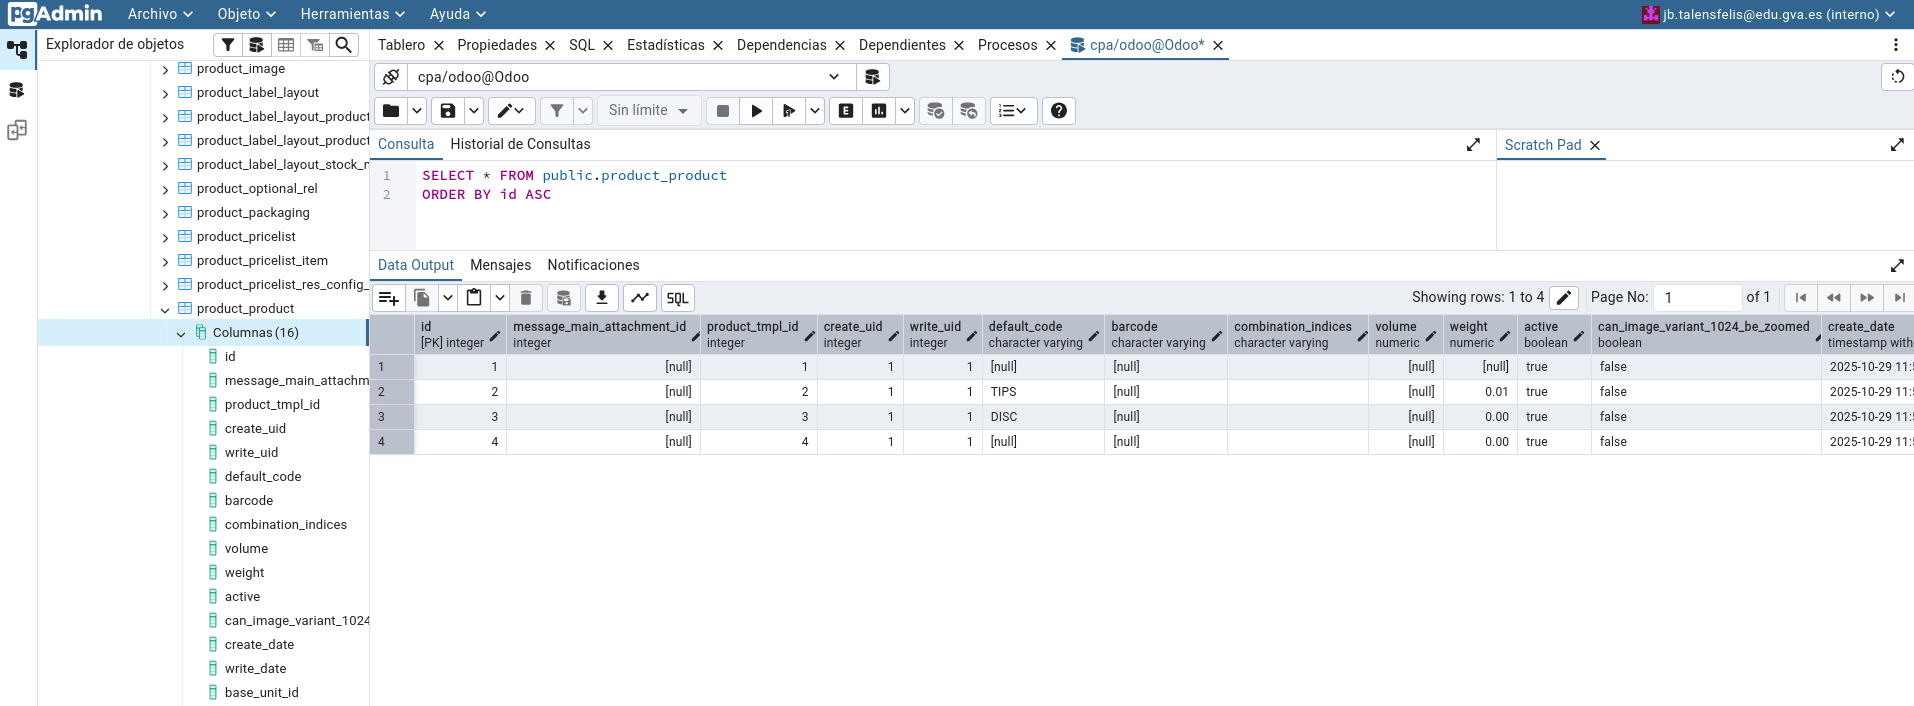 pgAdmin Archivo Objeto Herramientas Ayuda jb.talensfelis@edu.gva.es (interno)
Explorador de objetos
Tablero Propiedades SQL Estadísticas Dependencias Dependientes Procesos cpa/odoo@Odoo*
product_image
product_label_layout
product_label_layout_product
product_label_layout_product
product_label_layout_stock_
product_optional_rel
product_packaging
product_pricelist
product_pricelist_item
product_pricelist_res_config_
product_product
Columnas (16)
id
message_main_attachm
product_tmpl_id
create_uid
write_uid
default_code
barcode
combination_indices
volume
weight
active
can_image_variant_1024
create_date
write_date
base_unit_id
cpa/odoo@Odoo
Sin límite E
Consulta Historial de Consultas
Scratch Pad
1 SELECT * FROM public.product_product
2 ORDER BY id ASC
Data Output Mensajes Notificaciones
SQL Showing rows: 1 to 4 Page No: 1 of 1
id message_main_attachment_id product_tmpl_id create_uid write_uid default_code barcode combination_indices volume weight active can_image_variant_1024_be_zoomed create_date
[PK] integer integer integer integer integer character varying character varying character varying numeric numeric boolean boolean timestamp with
1 1 [null] 1 1 1 [null] [null] [null] [null] true false 2025-10-29 11:
2 2 [null] 2 1 1 TIPS [null] [null] 0.01 true false 2025-10-29 11:
3 3 [null] 3 1 1 DISC [null] [null] 0.00 true false 2025-10-29 11:
4 4 [null] 4 1 1 [null] [null] [null] 0.00 true false 2025-10-29 11: